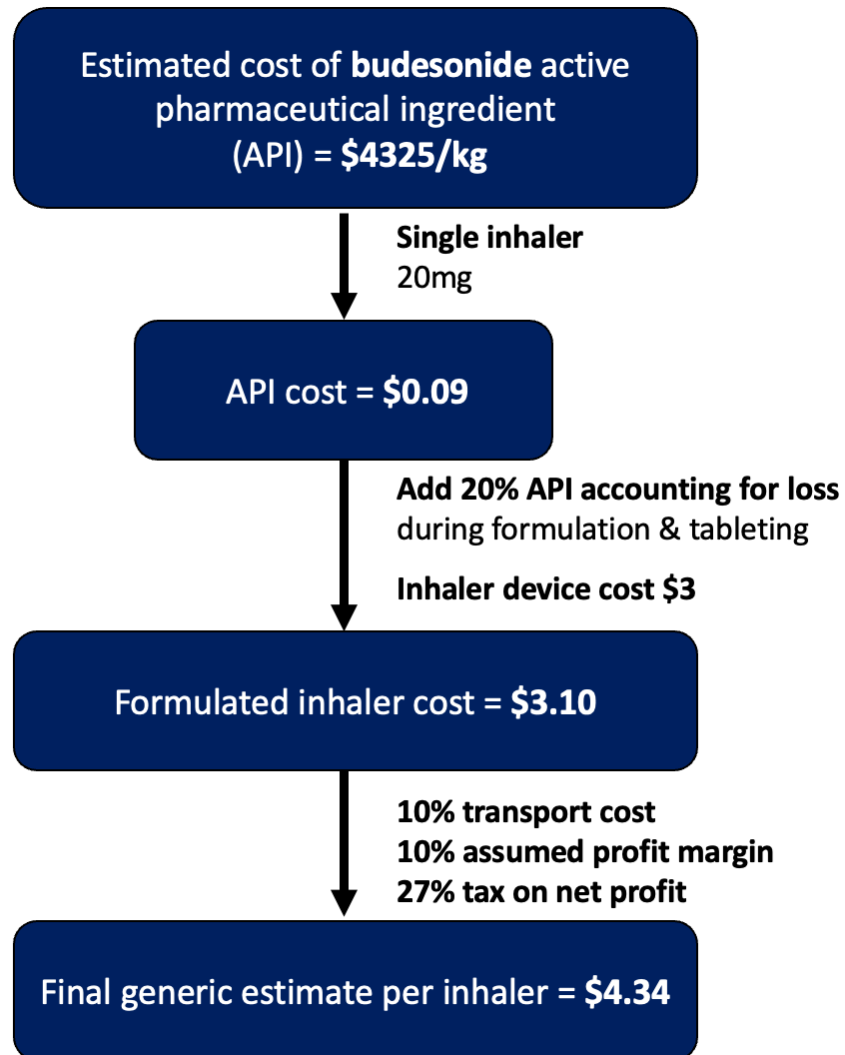 Estimated cost of budesonide active
pharmaceutical ingredient
(API) = $4325/kg
Single inhaler
20mg
API cost = $0.09
Add 20% API accounting for loss
during formulation & tableting
Inhaler device cost $3
Formulated inhaler cost = $3.10
10% transport cost
10% assumed profit margin
27% tax on net profit
Final generic estimate per inhaler = $4.34